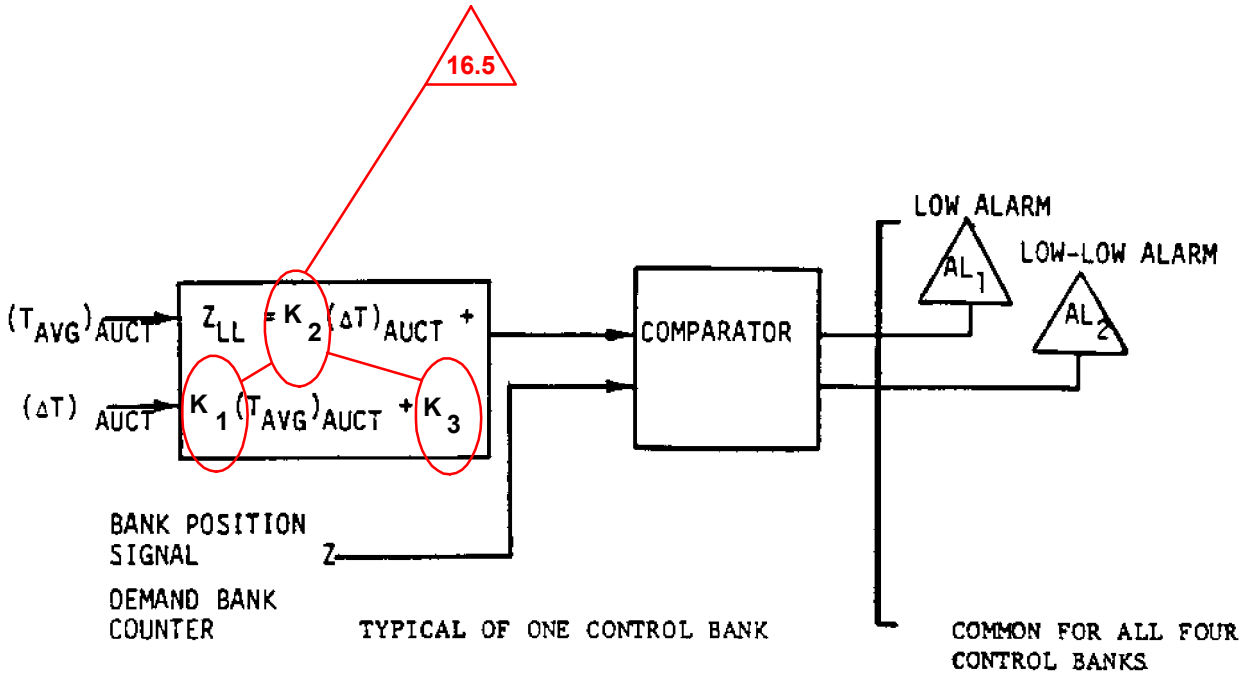 16.5
LOW ALARM
AL1
LOW-LOW ALARM
AL2
(TAVG)AUCT
ZLL = K2(ΔT)AUCT +
COMPARATOR
(ΔT) AUCT
K1(TAVG)AUCT + K3
BANK POSITION
SIGNAL Z
DEMAND BANK
COUNTER
TYPICAL OF ONE CONTROL BANK
COMMON FOR ALL FOUR
CONTROL BANKS